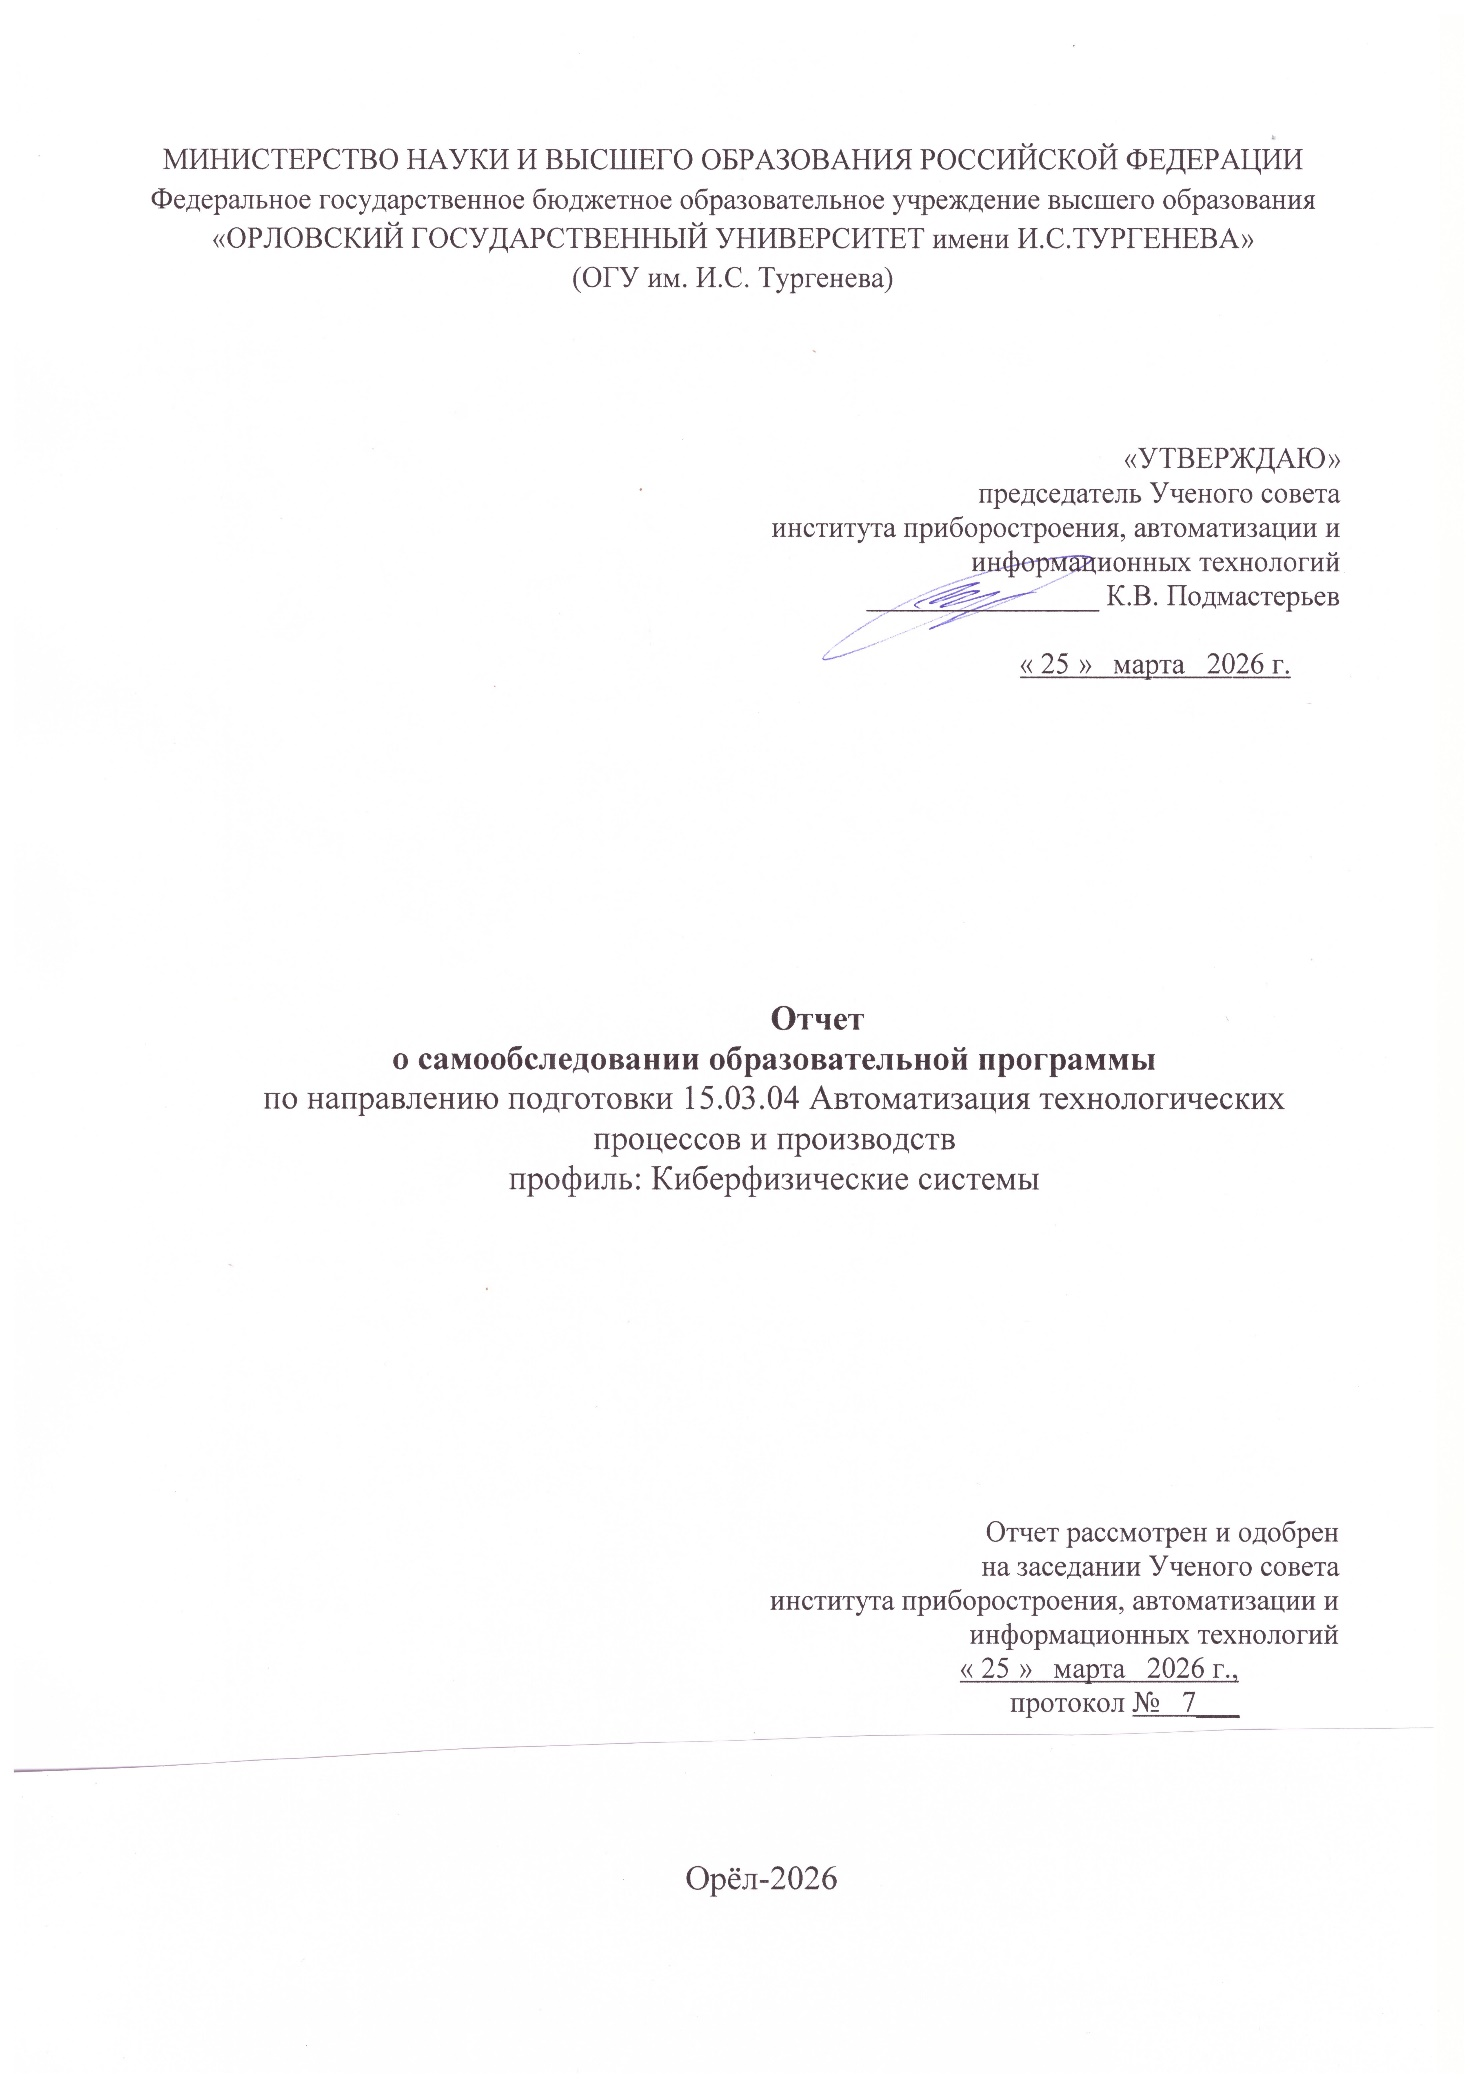 МИНИСТЕРСТВО НАУКИ И ВЫСШЕГО ОБРАЗОВАНИЯ РОССИЙСКОЙ ФЕДЕРАЦИИ
Федеральное государственное бюджетное образовательное учреждение высшего образования
«ОРЛОВСКИЙ ГОСУДАРСТВЕННЫЙ УНИВЕРСИТЕТ имени И.С.ТУРГЕНЕВА»
(ОГУ им. И.С. Тургенева)
«УТВЕРЖДАЮ»
председатель Ученого совета
института приборостроения, автоматизации и
информационных технологий
________________ К.В. Подмастерьев
« 25 » марта 2026 г.
Отчет
о самообследовании образовательной программы
по направлению подготовки 15.03.04 Автоматизация технологических
процессов и производств
профиль: Киберфизические системы
Отчет рассмотрен и одобрен
на заседании Ученого совета
института приборостроения, автоматизации и
информационных технологий
« 25 » марта 2026 г.,
протокол № 7___
Орёл-2026